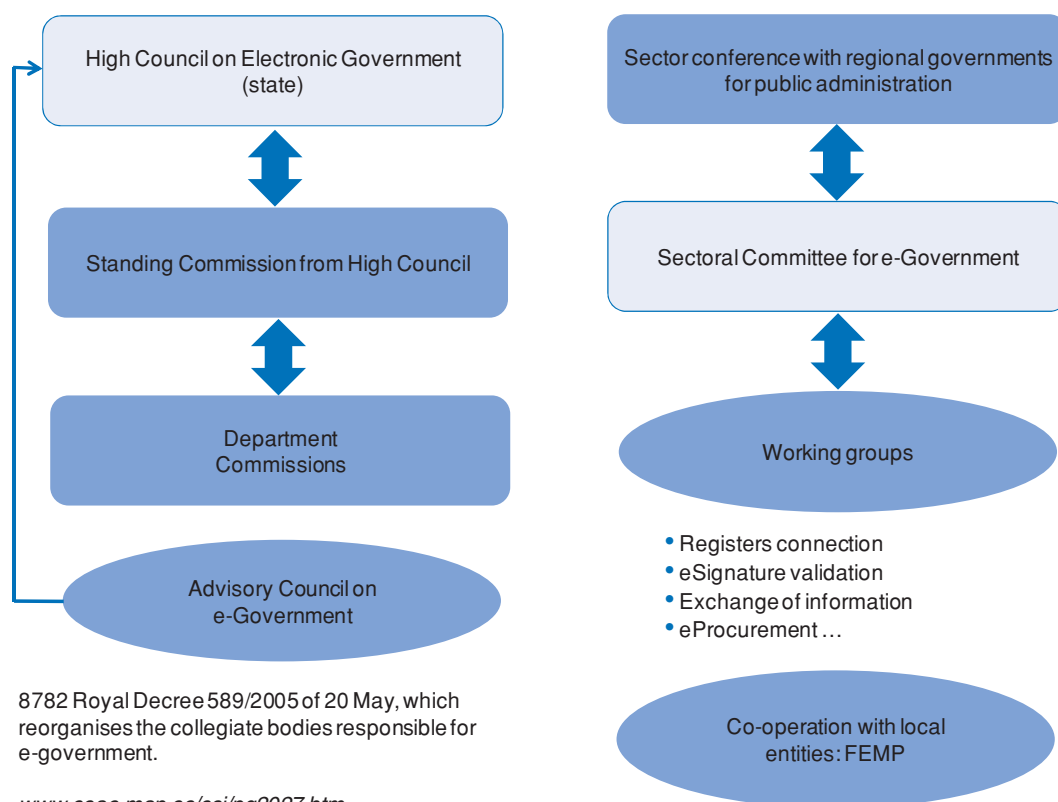 High Council on Electronic Government
(state)
Standing Commission from High Council
Department
Commissions
Advisory Council on
e-Government
8782 Royal Decree 589/2005 of 20 May, which
reorganises the collegiate bodies responsible for
e-government.
Sector conference with regional governments
for public administration
Sectoral Committee for e-Government
Working groups
• Registers connection
• eSignature validation
• Exchange of information
• eProcurement ...
Co-operation with local
entities: FEMP